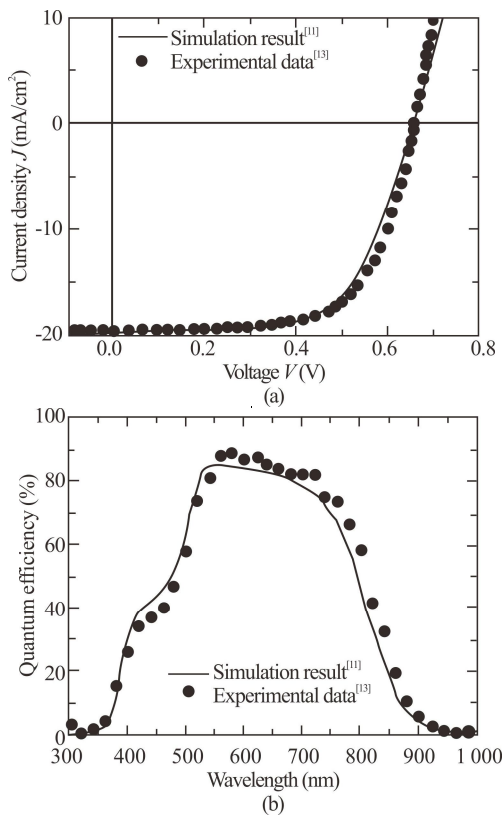 10
Simulation result[11]
Experimental data[13]
0
-10
-20
Current density J (mA/cm2)
0.0
0.2
0.4
0.6
0.8
Voltage V (V)
(a)
100
80
60
40
20
0
Quantum efficiency (%)
Simulation result[11]
Experimental data[13]
300
400
500
600
700
800
900
1 000
Wavelength (nm)
(b)